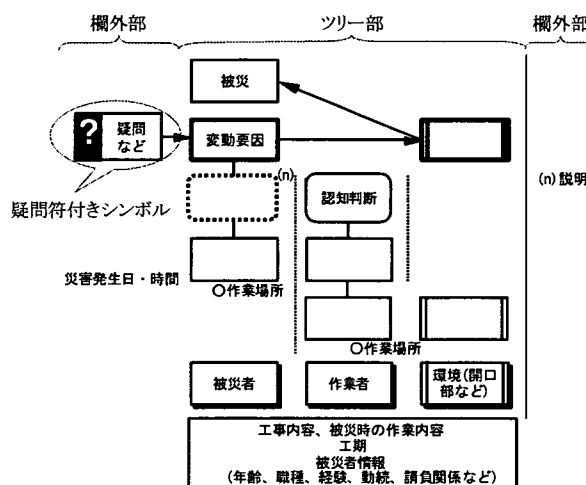 欄外部 ツリー部 欄外部
被災
? 疑問
など
変動要因
(n)
認知判断
(n)説明
疑問符付きシンボル
災害発生日・時間
○作業場所
○作業場所
被災者
作業者
環境(開口
部など)
工事内容、被災時の作業内容
工期
被災者情報
(年齢、職種、経験、勤続、請負関係など)